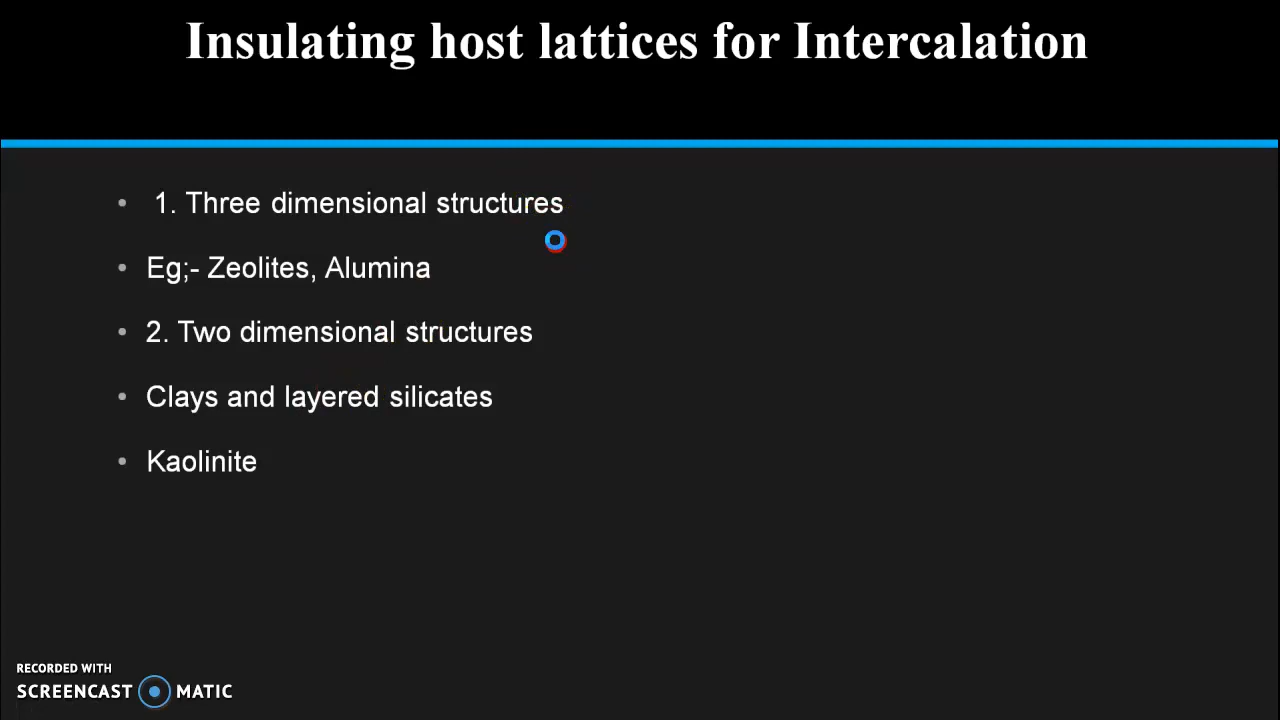 Insulating host lattices for Intercalation
• 1. Three dimensional structures
• Eg;- Zeolites, Alumina
• 2. Two dimensional structures
• Clays and layered silicates
• Kaolinite
RECORDED WITH
SCREENCAST MATIC